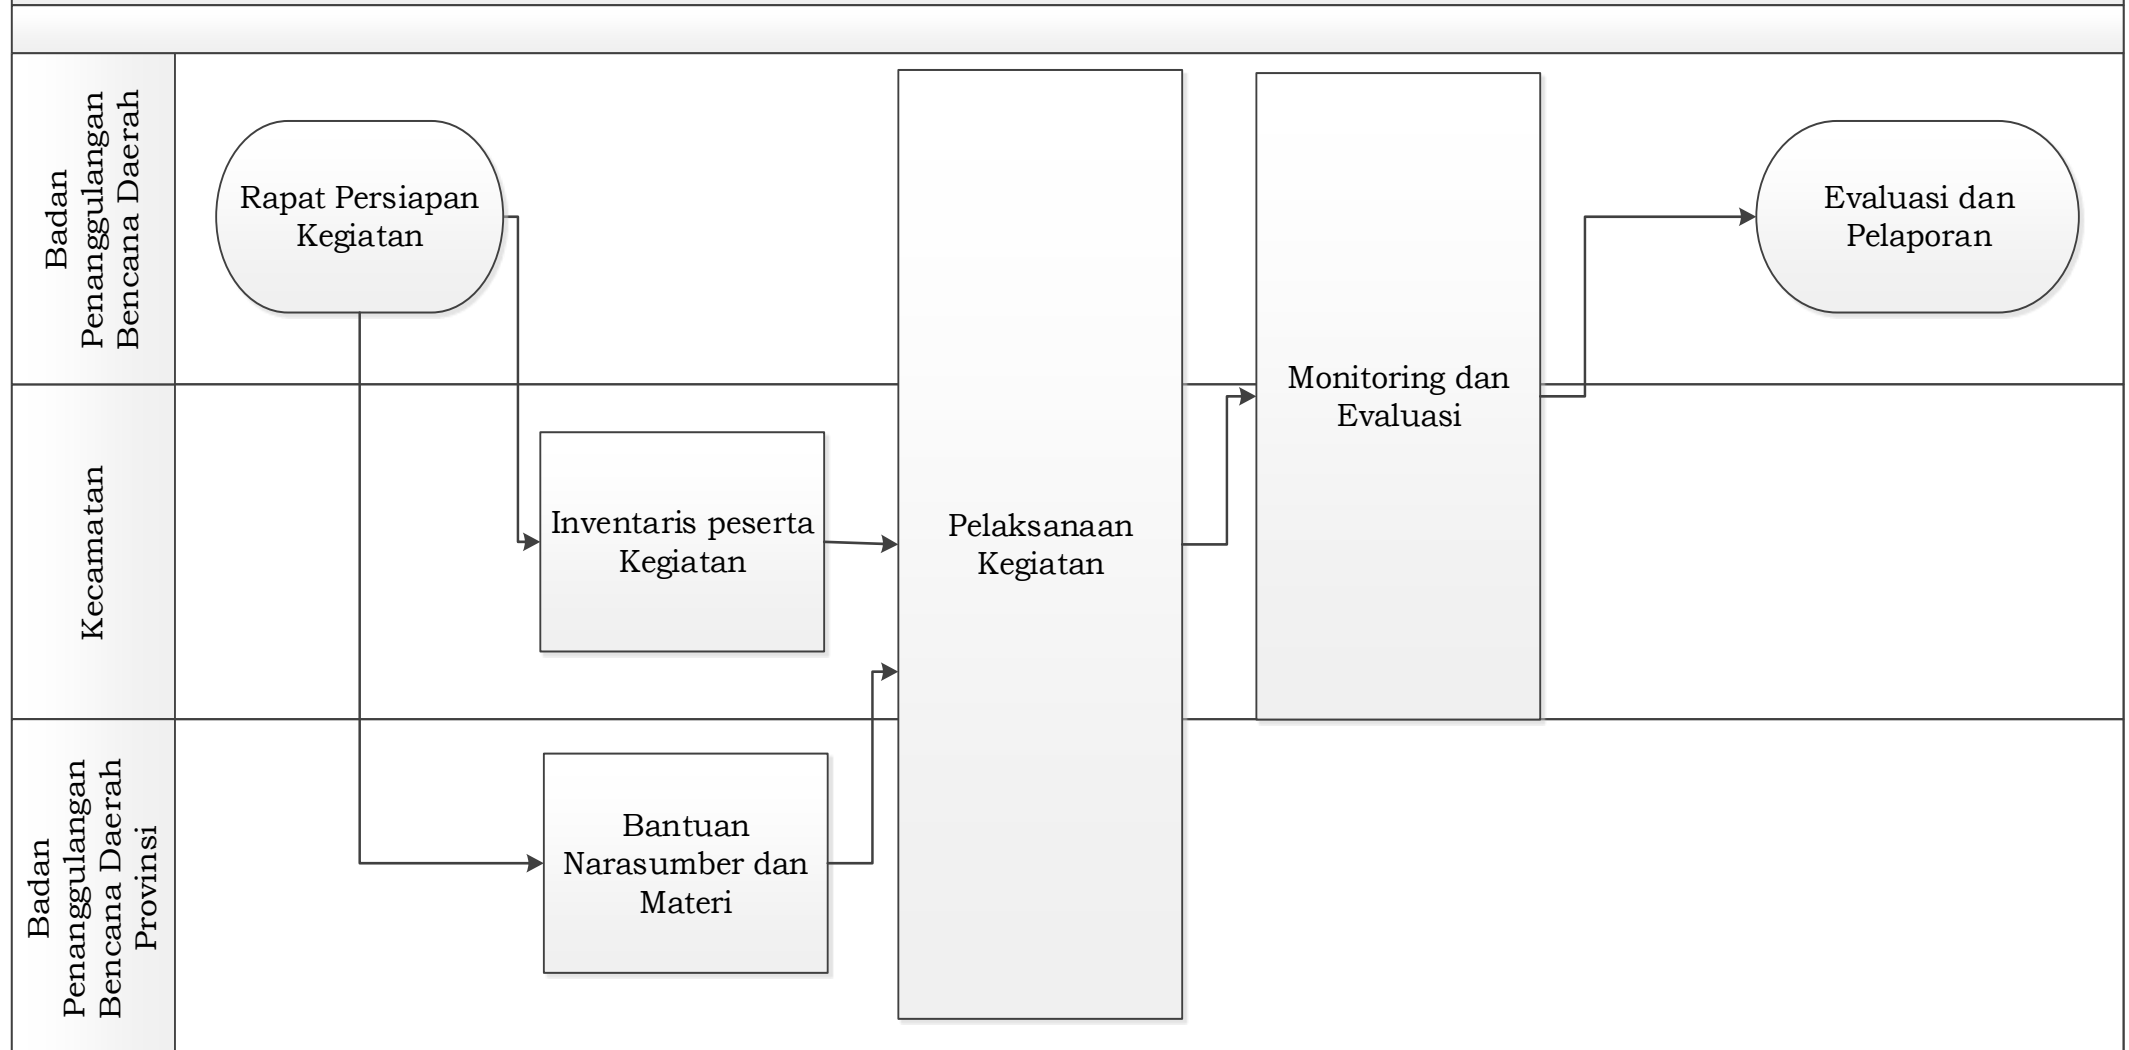 Badan
Penanggulangan
Bencana Daerah
Rapat Persiapan
Kegiatan
Evaluasi dan
Pelaporan
Monitoring dan
Evaluasi
Kecamatan
Inventaris peserta
Kegiatan
Pelaksanaan
Kegiatan
Badan
Penanggulangan
Bencana Daerah
Provinsi
Bantuan
Narasumber dan
Materi